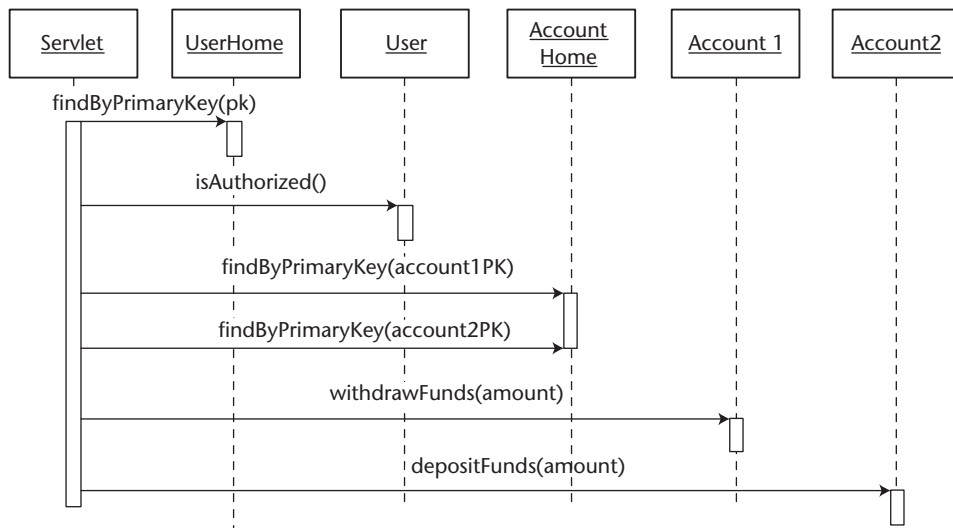 Servlet
UserHome
User
Account
Home
Account 1
Account2
findByPrimaryKey(pk)
isAuthorized()
findByPrimaryKey(account1PK)
findByPrimaryKey(account2PK)
withdrawFunds(amount)
depositFunds(amount)